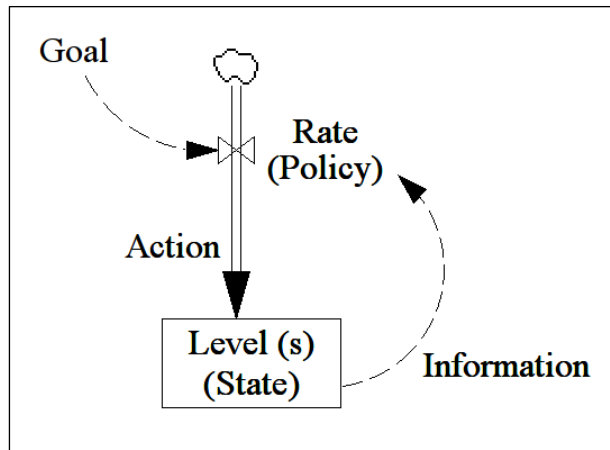 Goal
Rate
(Policy)
Action
Level (s)
(State)
Information